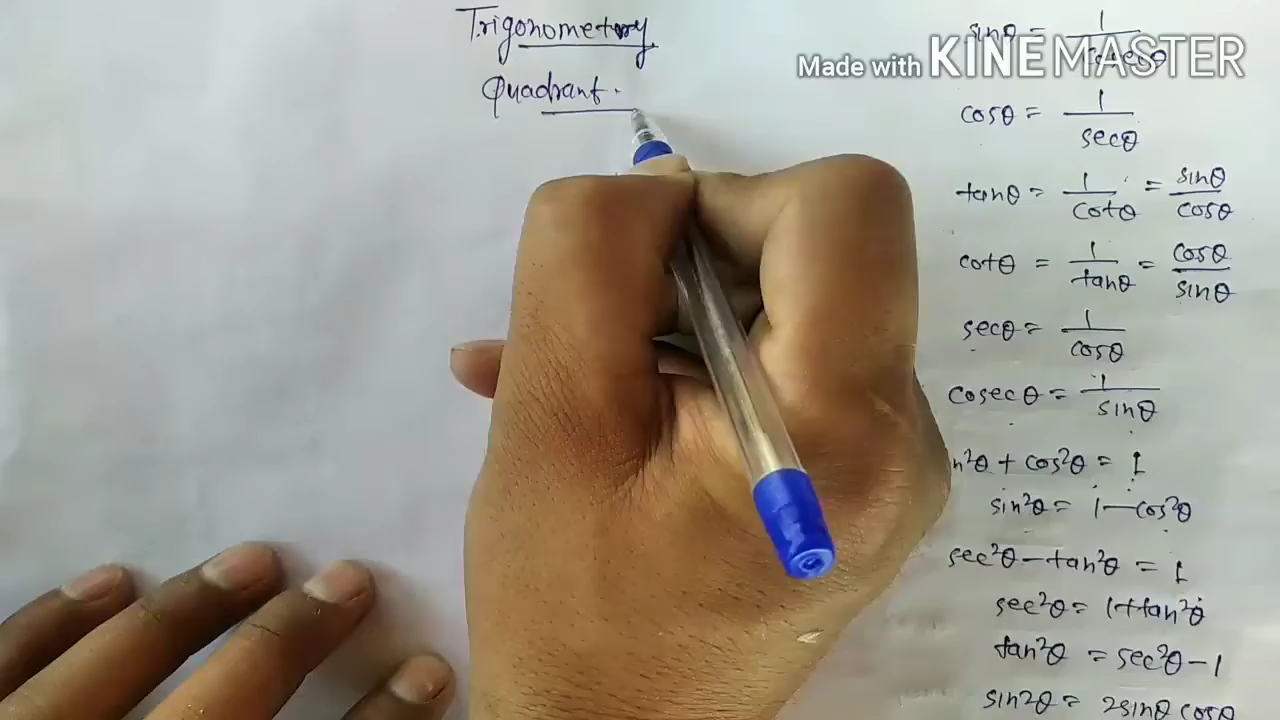 Trigonometory
Quadrant.
Made with KINEMASTER
sinθ = 1/cosecθ
cosθ = 1/secθ
tanθ = 1/cotθ = sinθ/cosθ
cotθ = 1/tanθ = cosθ/sinθ
secθ = 1/cosθ
cosecθ = 1/sinθ
n²θ + cos²θ = 1
sin²θ = 1 - cos²θ
sec²θ - tan²θ = 1
sec²θ = 1 + tan²θ
tan²θ = sec²θ - 1
sin2θ = 2sinθ cosθ